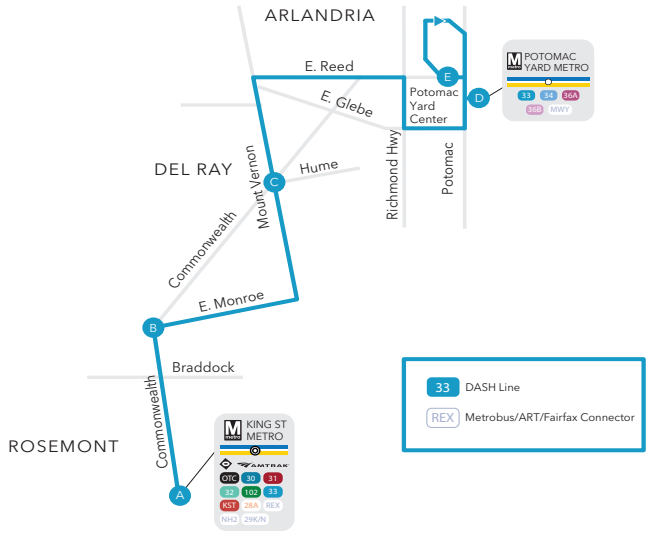 ARLANDRIA
E. Reed
E. Glebe
E
Potomac
Yard
Center
D
M
metro
POTOMAC
YARD METRO
33 34 36A
36B MWY
DEL RAY
Mount Vernon
C
Hume
Richmond Hwy
Potomac
Commonwealth
E. Monroe
B
Braddock
Commonwealth
ROSEMONT
A
M
metro
KING ST
METRO
AMTRAK
OTC 30 31
32 102 33
KST 28A REX
NH2 29K/N
33 DASH Line
REX Metrobus/ART/Fairfax Connector